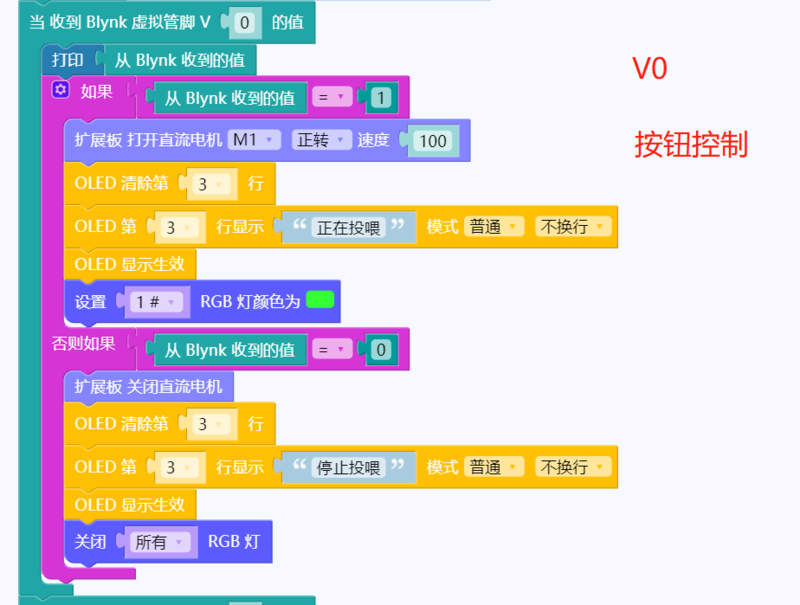 当 收到 Blynk 虚拟管脚 V 0 的值
打印 从 Blynk 收到的值
V0
如果 从 Blynk 收到的值 = 1
扩展板 打开直流电机 M1 正转 速度 100
按钮控制
OLED 清除第 3 行
OLED 第 3 行显示 “ 正在投喂 ” 模式 普通 不换行
OLED 显示生效
设置 1 # RGB 灯颜色为
否则如果 从 Blynk 收到的值 = 0
扩展板 关闭直流电机
OLED 清除第 3 行
OLED 第 3 行显示 “ 停止投喂 ” 模式 普通 不换行
OLED 显示生效
关闭 所有 RGB 灯